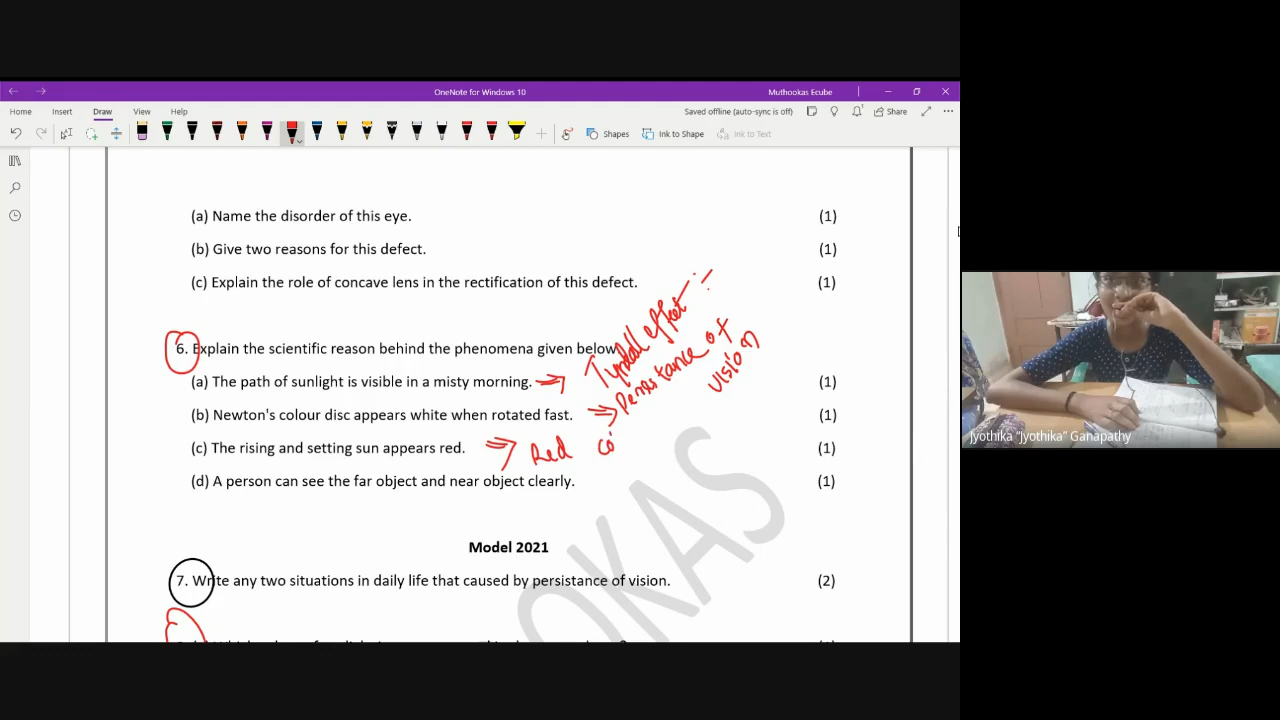 OneNote for Windows 10
Muthookas Ecube
Home Insert Draw View Help
Saved offline (auto-sync is off)
Share
Shapes
Ink to Shape
Ink to Text
(a) Name the disorder of this eye. (1)
(b) Give two reasons for this defect. (1)
(c) Explain the role of concave lens in the rectification of this defect. (1)
6. Explain the scientific reason behind the phenomena given below
(a) The path of sunlight is visible in a misty morning. (1)
Tyndall effect :-
(b) Newton's colour disc appears white when rotated fast. (1)
Persistance of
vision
(c) The rising and setting sun appears red. (1)
Red co
(d) A person can see the far object and near object clearly. (1)
Model 2021
7. Write any two situations in daily life that caused by persistance of vision. (2)
OKAS
Jyothika "Jyothika" Ganapathy